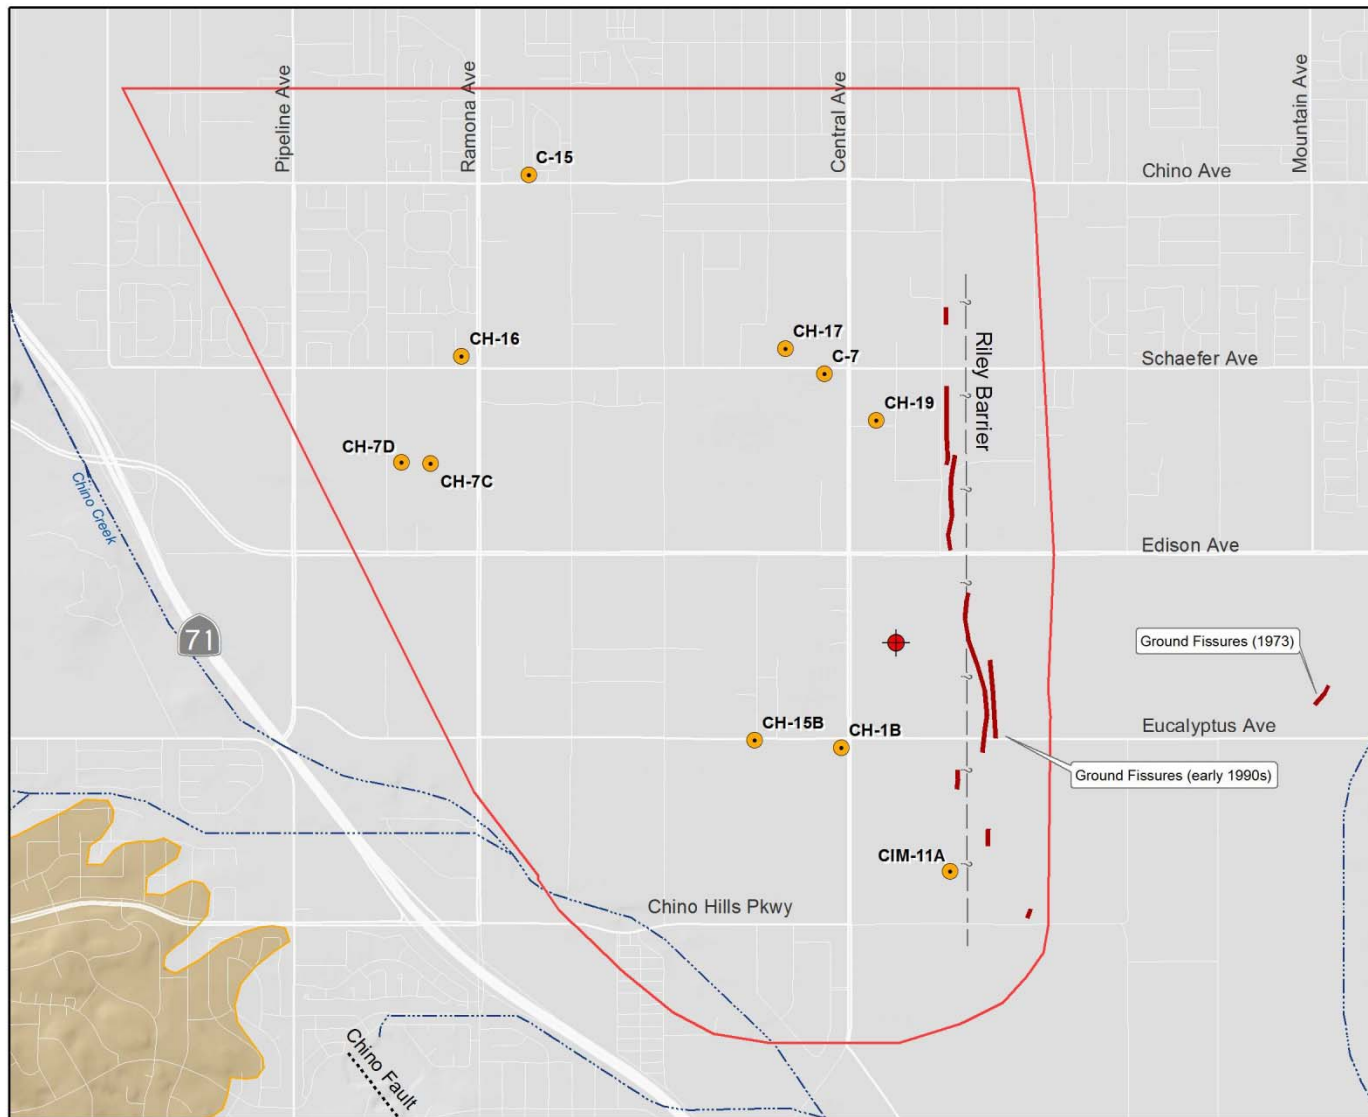 Pipeline Ave
Ramona Ave
Central Ave
Mountain Ave
C-15
Chino Ave
CH-16
CH-17
C-7
Schaefer Ave
Riley Barrier
?
?
?
?
?
?
?
CH-19
CH-7D
CH-7C
Chino Creek
Edison Ave
71
Ground Fissures (1973)
CH-15B
CH-1B
Eucalyptus Ave
Ground Fissures (early 1990s)
CIM-11A
Chino Hills Pkwy
Chino Fault